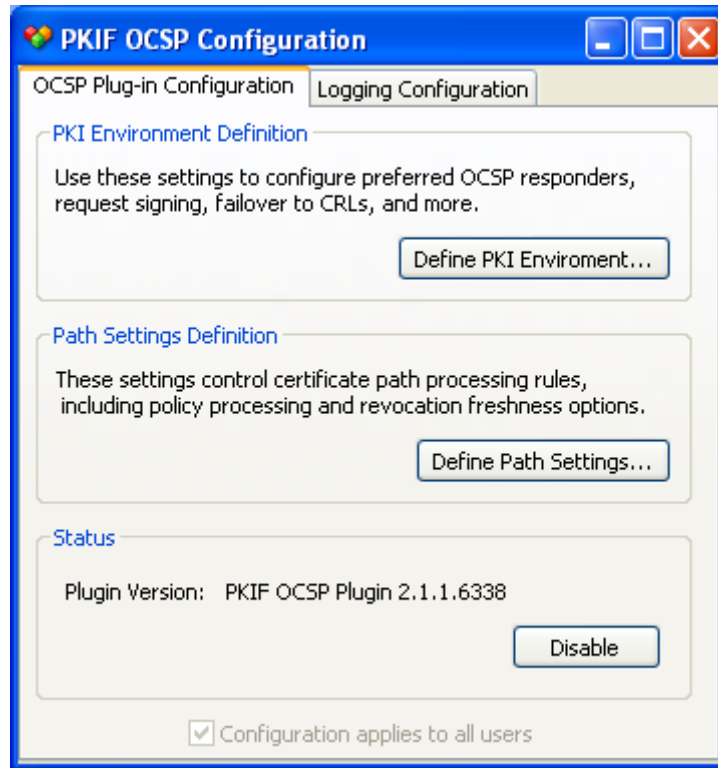 PKIF OCSP Configuration
OCSP Plug-in Configuration
Logging Configuration
PKI Environment Definition
Use these settings to configure preferred OCSP responders,
request signing, failover to CRLs, and more.
Define PKI Enviroment...
Path Settings Definition
These settings control certificate path processing rules,
including policy processing and revocation freshness options.
Define Path Settings...
Status
Plugin Version: PKIF OCSP Plugin 2.1.1.6338
Disable
Configuration applies to all users